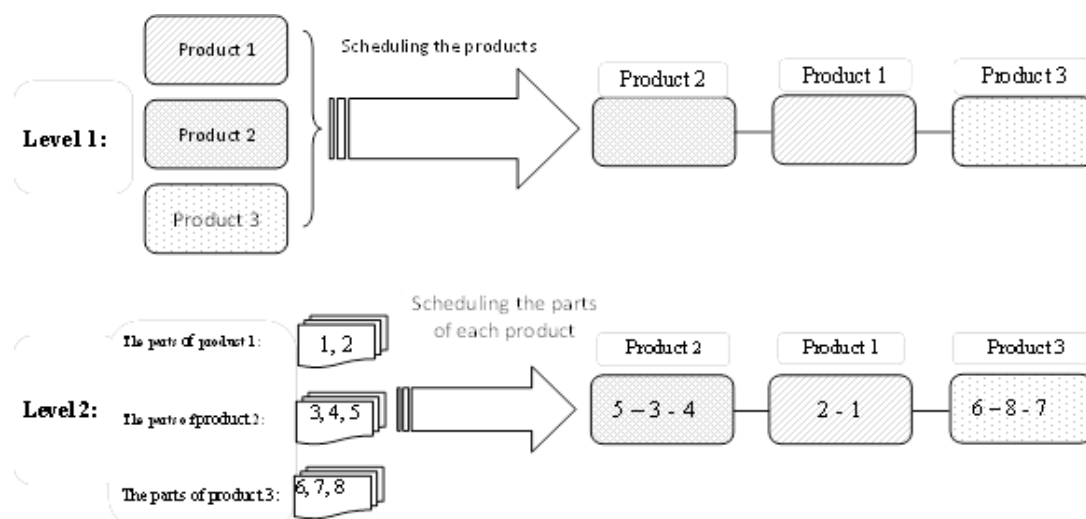 Level 1:
Product 1
Product 2
Product 3
Scheduling the products
Product 2
Product 1
Product 3
Level 2:
The parts of product 1:
1, 2
The parts of product 2:
3, 4, 5
The parts of product 3:
6, 7, 8
Scheduling the parts
of each product
Product 2
Product 1
Product 3
5 – 3 - 4
2 - 1
6 – 8 - 7